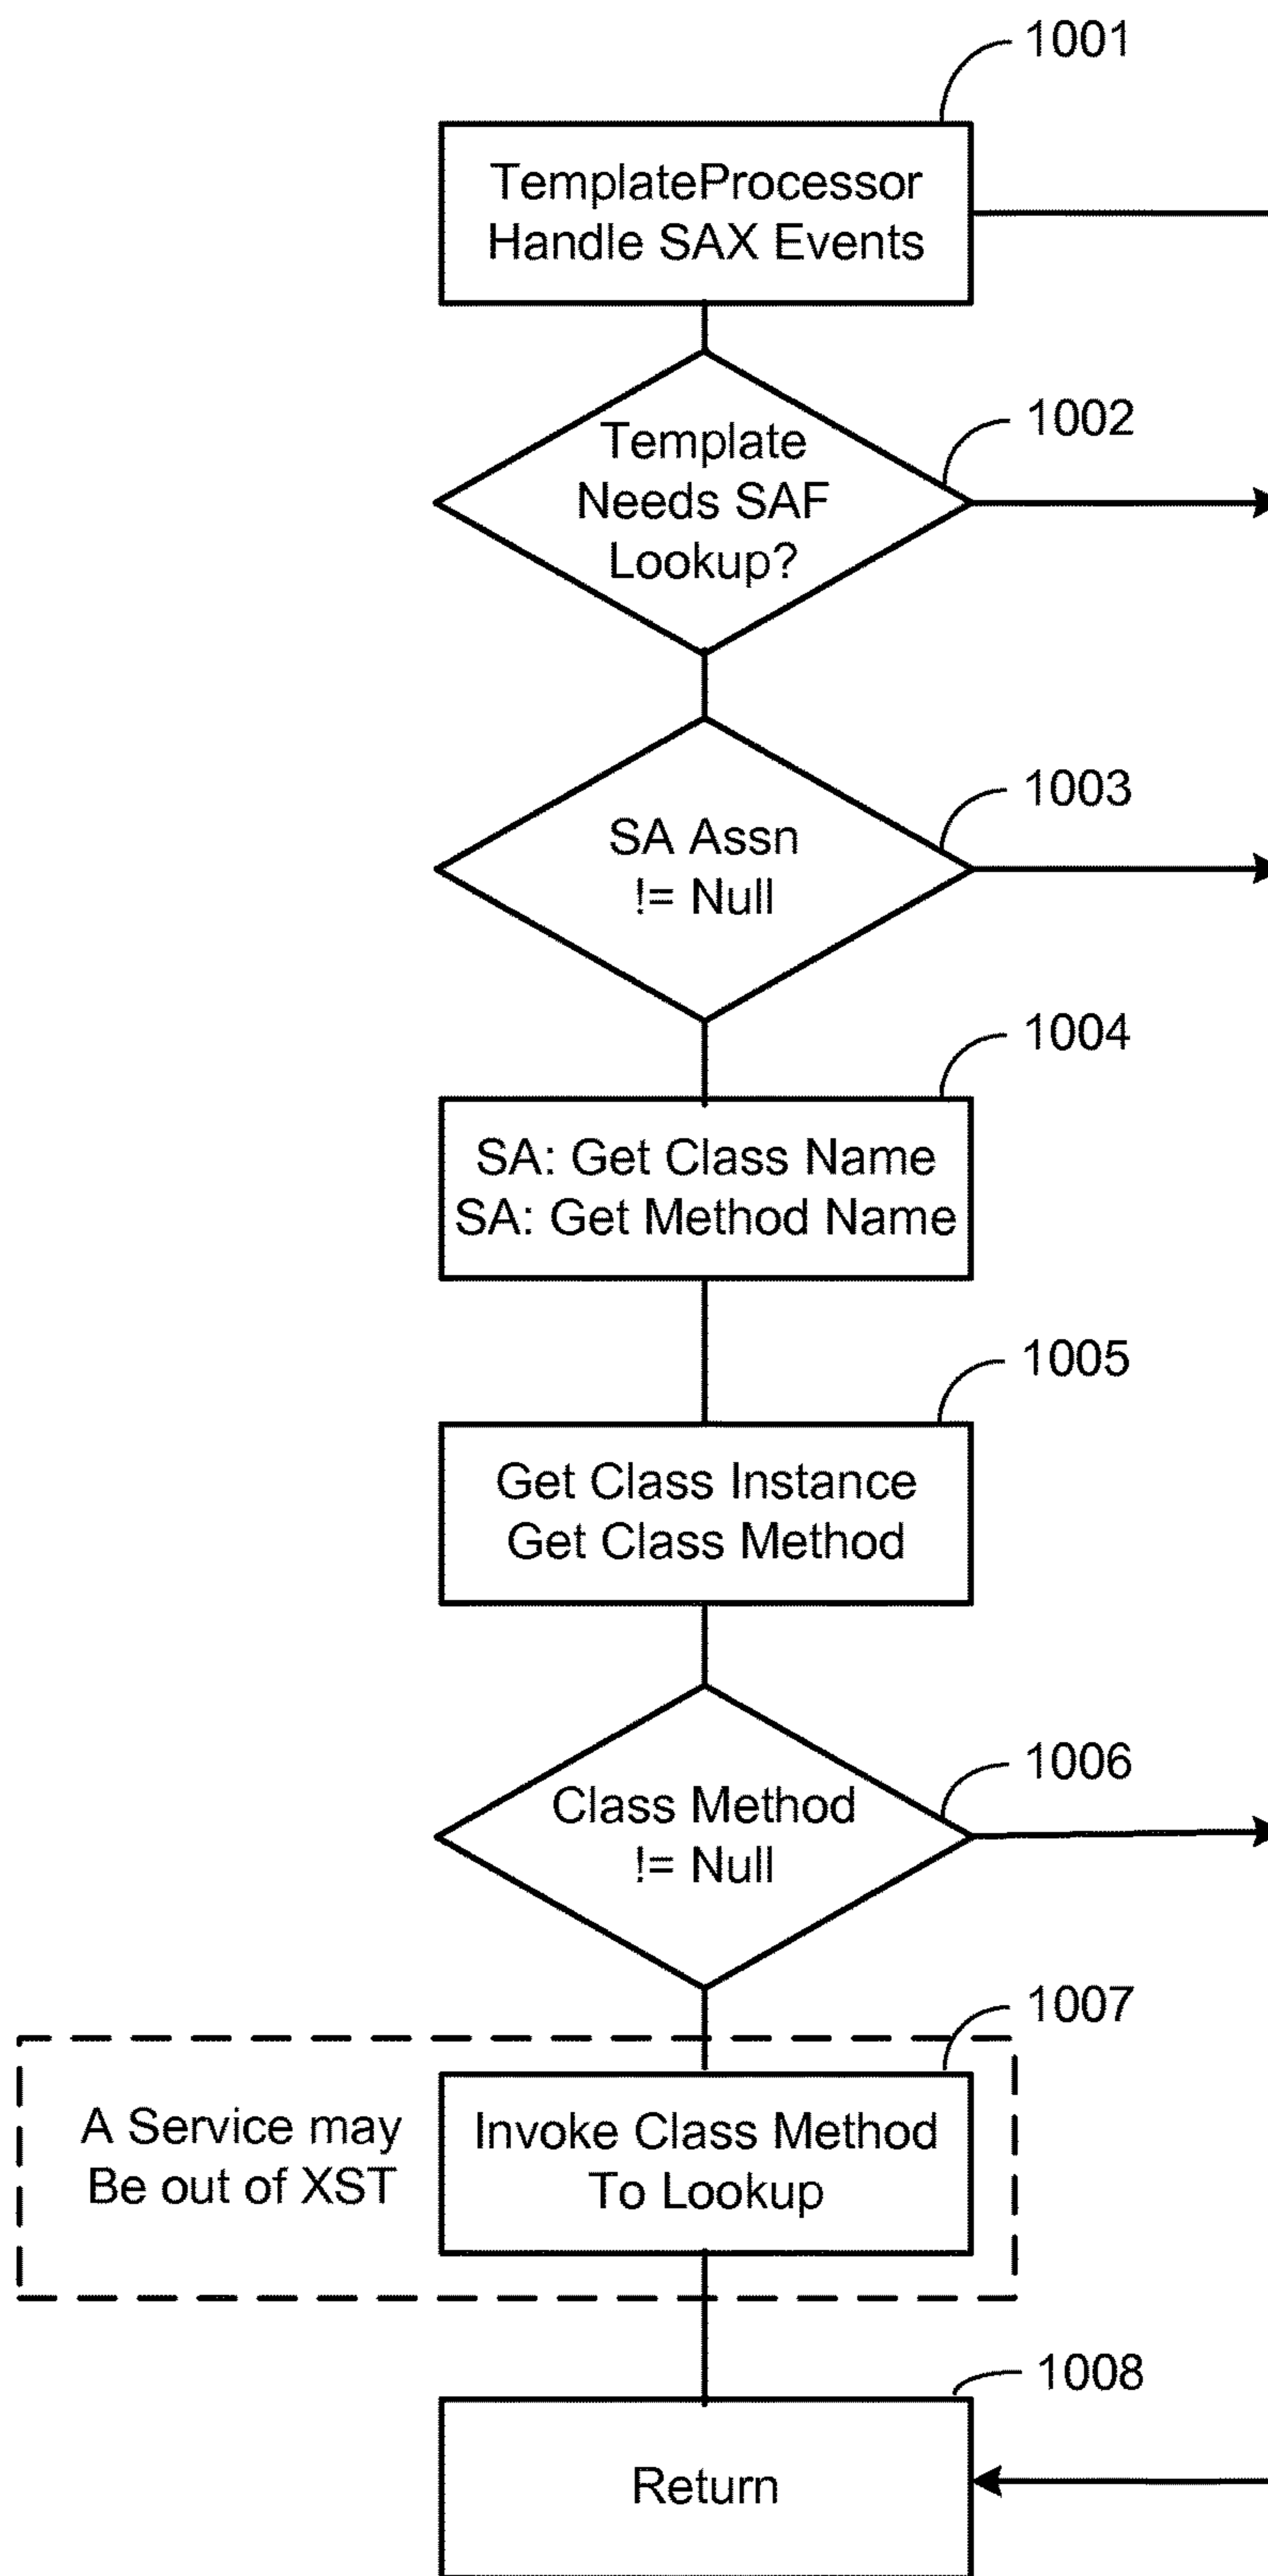 1001
TemplateProcessor
Handle SAX Events
1002
Template
Needs SAF
Lookup?
1003
SA Assn
!= Null
1004
SA: Get Class Name
SA: Get Method Name
1005
Get Class Instance
Get Class Method
1006
Class Method
!= Null
1007
A Service may
Be out of XST
Invoke Class Method
To Lookup
1008
Return